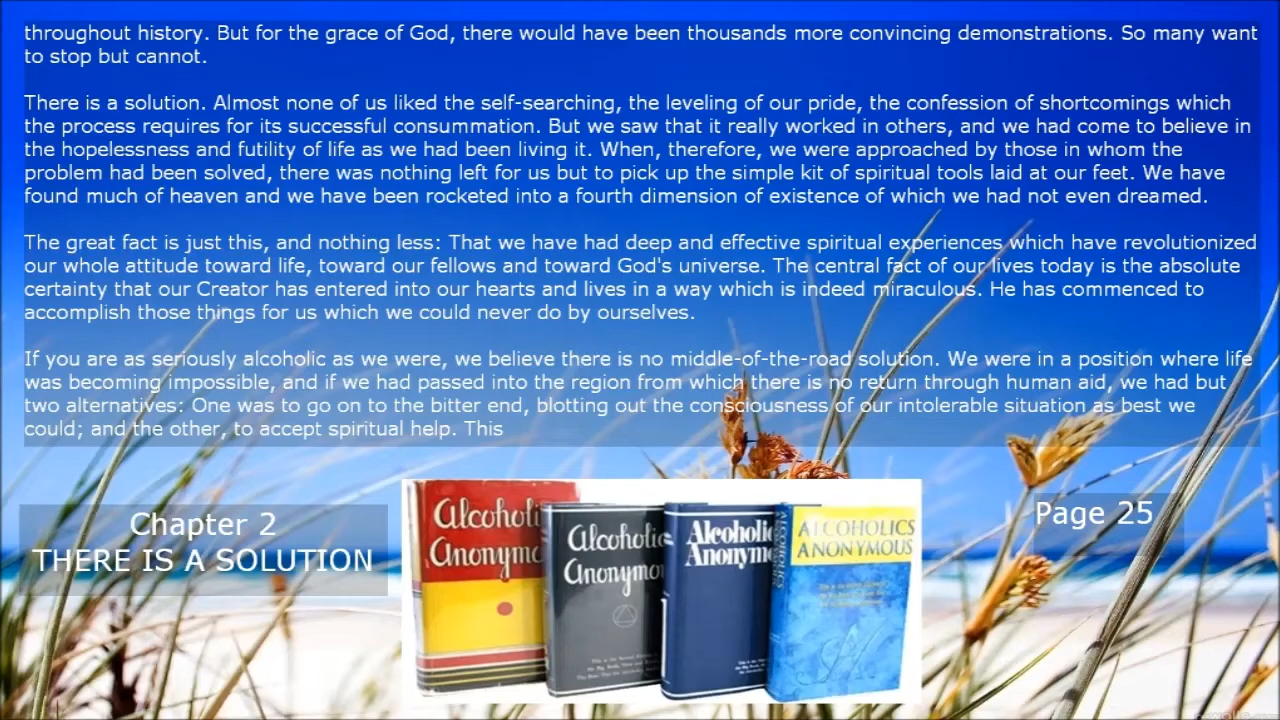 throughout history. But for the grace of God, there would have been thousands more convincing demonstrations. So many want
to stop but cannot.
There is a solution. Almost none of us liked the self-searching, the leveling of our pride, the confession of shortcomings which
the process requires for its successful consummation. But we saw that it really worked in others, and we had come to believe in
the hopelessness and futility of life as we had been living it. When, therefore, we were approached by those in whom the
problem had been solved, there was nothing left for us but to pick up the simple kit of spiritual tools laid at our feet. We have
found much of heaven and we have been rocketed into a fourth dimension of existence of which we had not even dreamed.
The great fact is just this, and nothing less: That we have had deep and effective spiritual experiences which have revolutionized
our whole attitude toward life, toward our fellows and toward God's universe. The central fact of our lives today is the absolute
certainty that our Creator has entered into our hearts and lives in a way which is indeed miraculous. He has commenced to
accomplish those things for us which we could never do by ourselves.
If you are as seriously alcoholic as we were, we believe there is no middle-of-the-road solution. We were in a position where life
was becoming impossible, and if we had passed into the region from which there is no return through human aid, we had but
two alternatives: One was to go on to the bitter end, blotting out the consciousness of our intolerable situation as best we
could; and the other, to accept spiritual help. This
Chapter 2
THERE IS A SOLUTION
Alcoholi
Anonymo
Alcoholic
Anonymou
Alcoholic
Anonymo
ALCOHOLICS
ALCOHOLICS
ANONYMOUS
Page 25